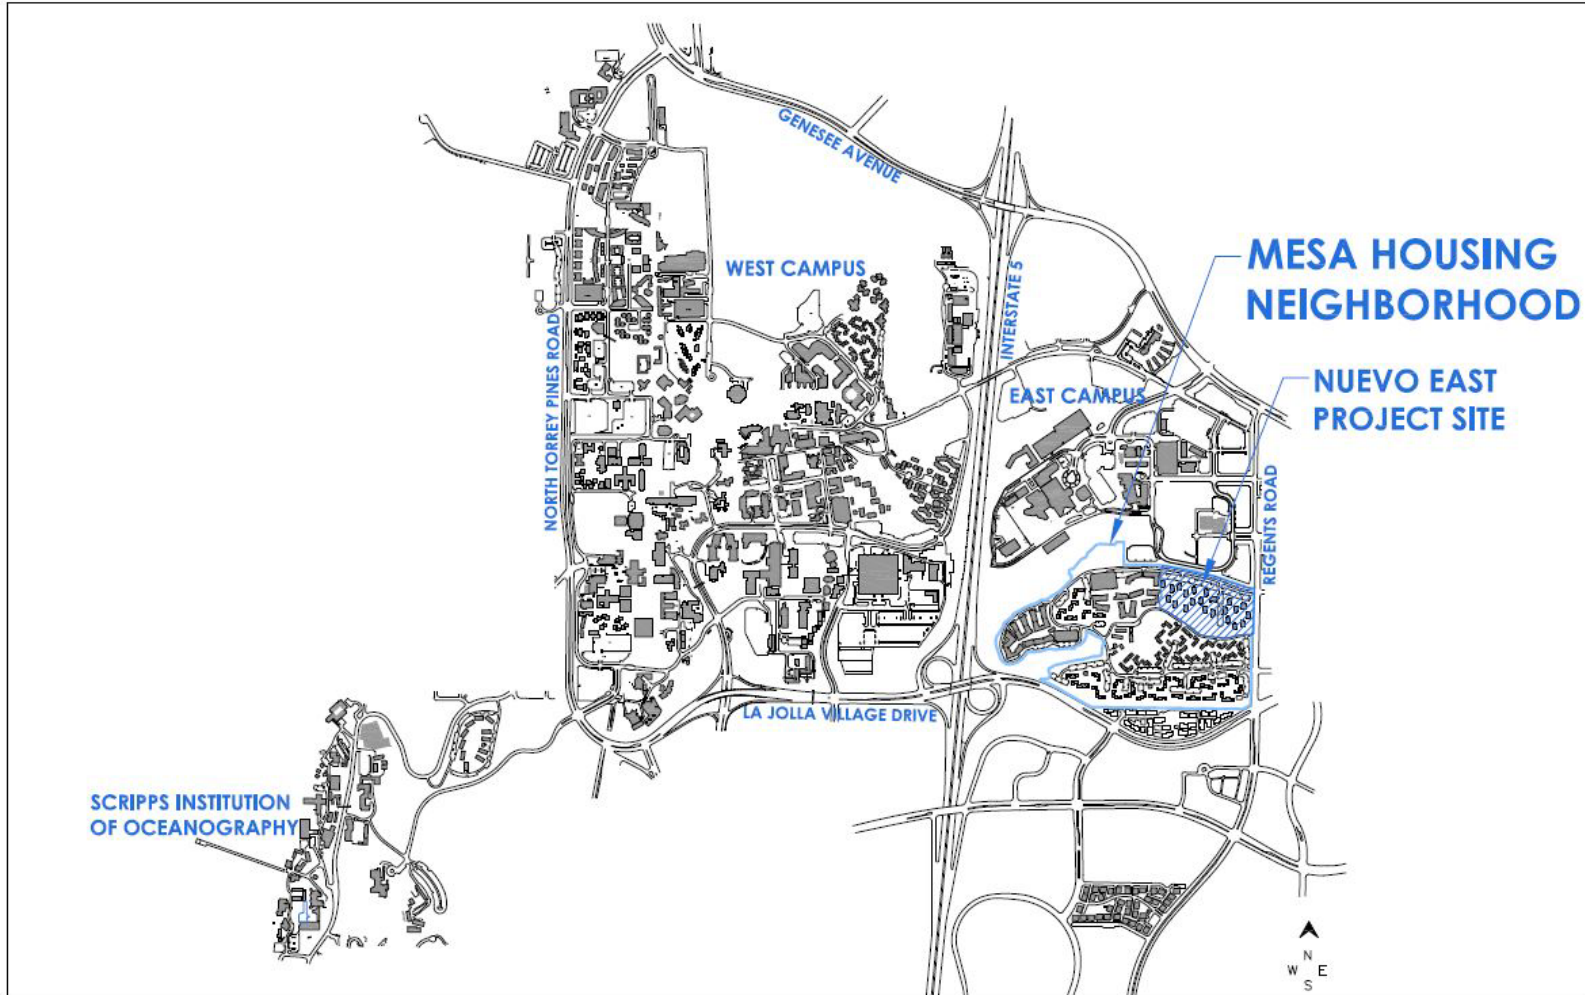 GENESEE AVENUE
MESA HOUSING
NEIGHBORHOOD
WEST CAMPUS
INTERSTATE 5
NORTH TORREY PINES ROAD
EAST CAMPUS
NUEVO EAST
PROJECT SITE
REGENTS ROAD
LA JOLLA VILLAGE DRIVE
SCRIPPS INSTITUTION
OF OCEANOGRAPHY
N
W E
S